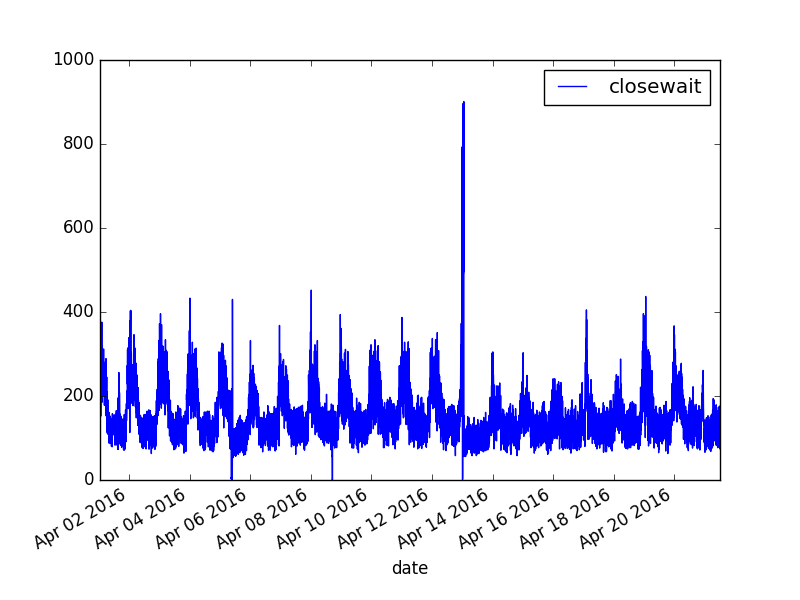 1000
closewait
800
600
400
200
0
Apr 02 2016
Apr 04 2016
Apr 06 2016
Apr 08 2016
Apr 10 2016
Apr 12 2016
Apr 14 2016
Apr 16 2016
Apr 18 2016
Apr 20 2016
date